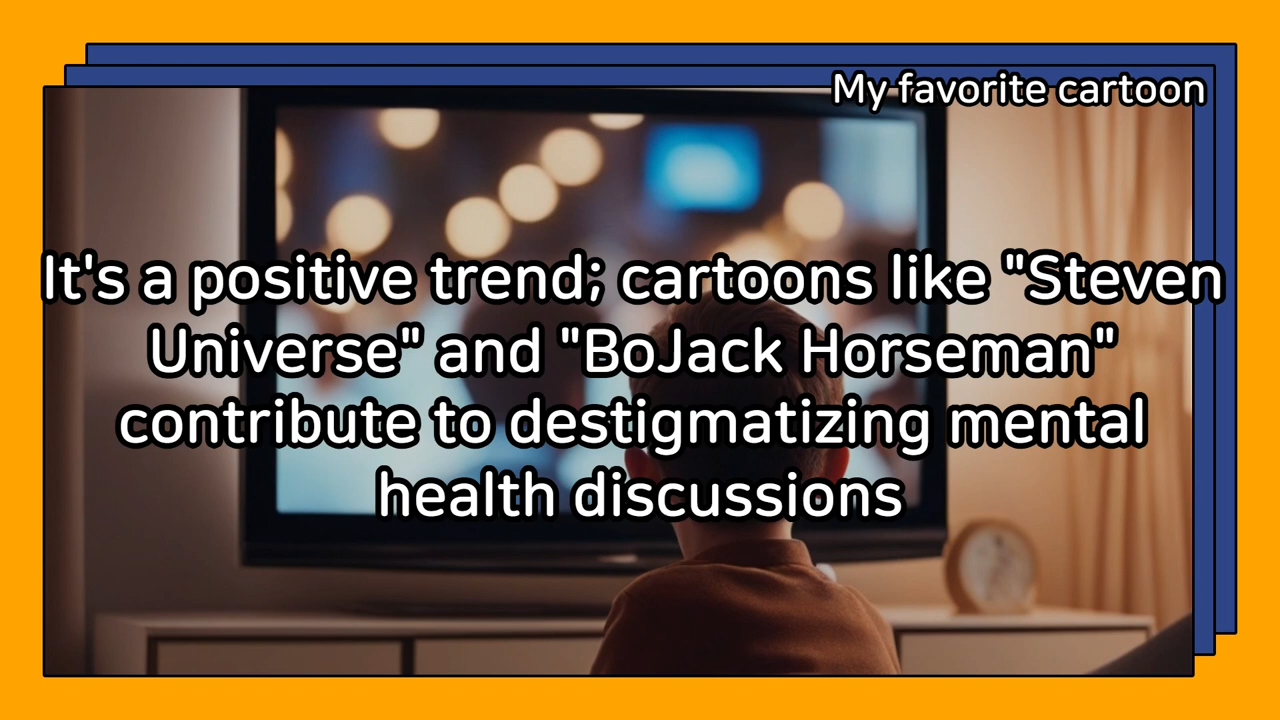 My favorite cartoon
It's a positive trend; cartoons like "Steven
Universe" and "BoJack Horseman"
contribute to destigmatizing mental
health discussions